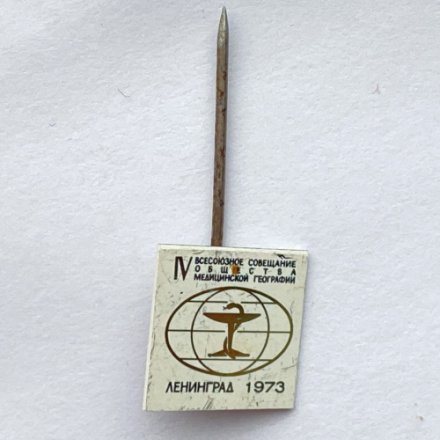 IV ВСЕСОЮЗНОЕ СОВЕЩАНИЕ
ОБЩЕСТВА
МЕДИЦИНСКОЙ ГЕОГРАФИИ
ЛЕНИНГРАД 1973